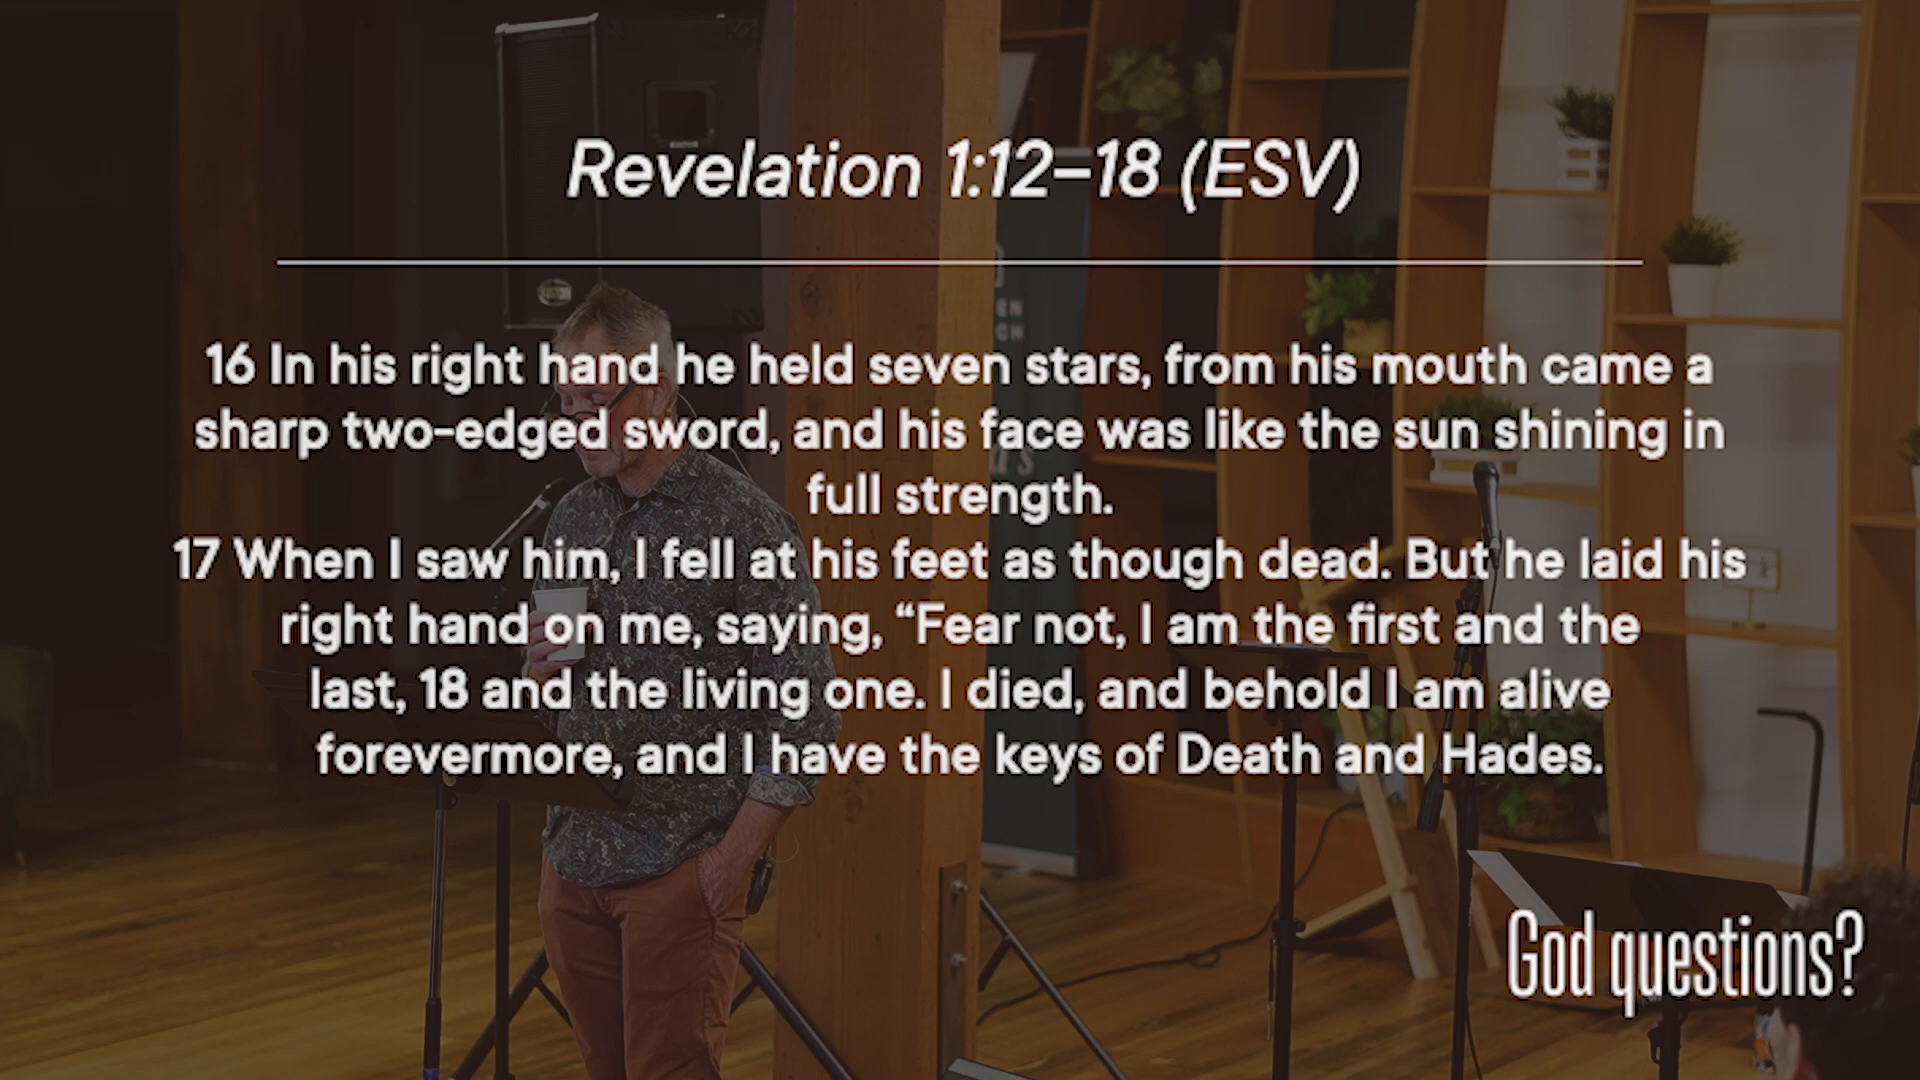 Revelation 1:12–18 (ESV)
16 In his right hand he held seven stars, from his mouth came a
sharp two-edged sword, and his face was like the sun shining in
full strength.
17 When I saw him, I fell at his feet as though dead. But he laid his
right hand on me, saying, “Fear not, I am the first and the
last, 18 and the living one. I died, and behold I am alive
forevermore, and I have the keys of Death and Hades.
God questions?